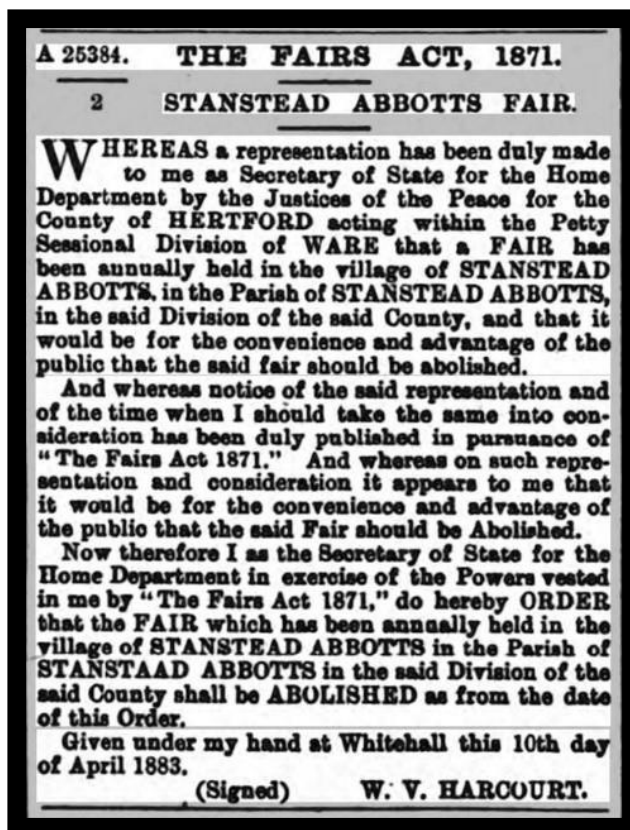 A 25384. THE FAIRS ACT, 1871.
2 STANSTEAD ABBOTTS FAIR.
WHEREAS a representation has been duly made
to me as Secretary of State for the Home
Department by the Justices of the Peace for the
County of HERTFORD acting within the Petty
Sessional Division of WARE that a FAIR has
been annually held in the village of STANSTEAD
ABBOTTS, in the Parish of STANSTEAD ABBOTTS,
in the said Division of the said County, and that it
would be for the convenience and advantage of the
public that the said fair should be abolished.
And whereas notice of the said representation and
of the time when I should take the same into con-
sideration has been duly published in pursuance of
"The Fairs Act 1871." And whereas on such repre-
sentation and consideration it appears to me that
it would be for the convenience and advantage of
the public that the said Fair should be Abolished.
Now therefore I as the Secretary of State for the
Home Department in exercise of the Powers vested
in me by "The Fairs Act 1871," do hereby ORDER
that the FAIR which has been annually held in the
village of STANSTEAD ABBOTTS in the Parish of
STANSTAAD ABBOTTS in the said Division of the
said County shall be ABOLISHED as from the date
of this Order.
Given under my hand at Whitehall this 10th day
of April 1883.
(Signed) W. V. HARCOURT.